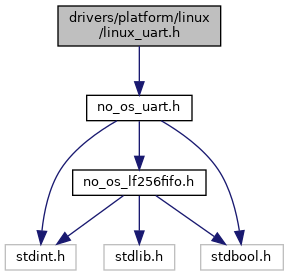 drivers/platform/linux
/linux_uart.h
no_os_uart.h
no_os_lf256fifo.h
stdint.h
stdlib.h
stdbool.h